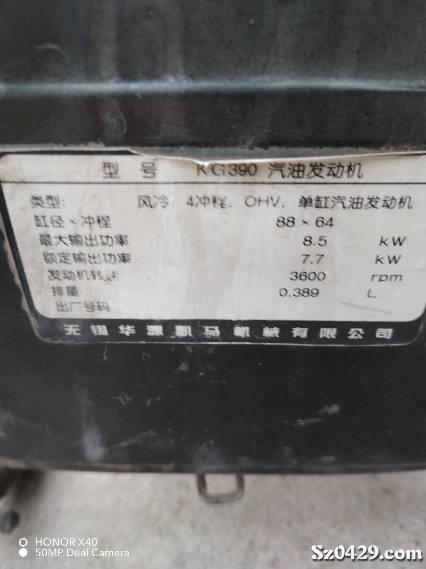 型号 KG390 汽油发动机
类型: 风冷、4冲程、OHV、单缸汽油发动机
缸径×冲程 88×64
最大输出功率 8.5 kW
额定输出功率 7.7 kW
发动机转速 3600 rpm
排量 0.389 L
出厂号码
无锡华源凯马机械有限公司
HONOR X40
50MP Dual Camera
Sz0429.com